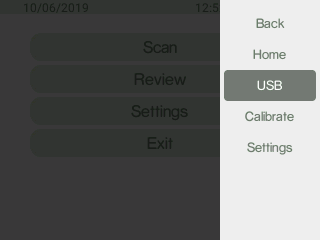 10/06/2019 12:5
Scan
Review
Settings
Exit
Back
Home
USB
Calibrate
Settings